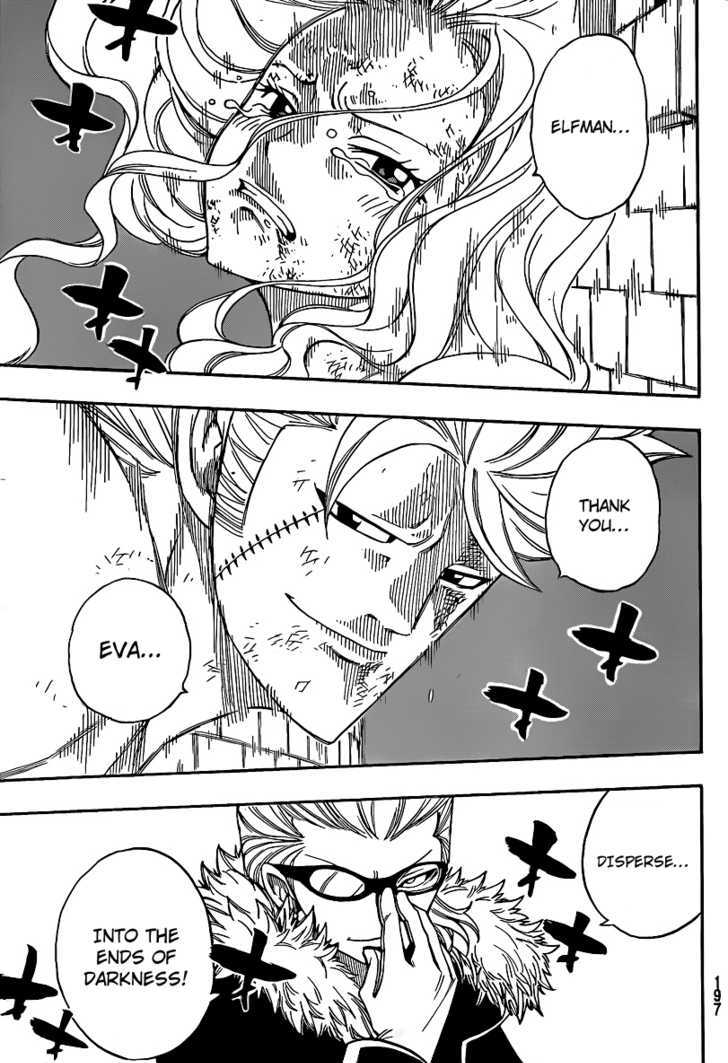 ELFMAN...
THANK
YOU...
EVA...
DISPERSE...
INTO THE
ENDS OF
DARKNESS!
197